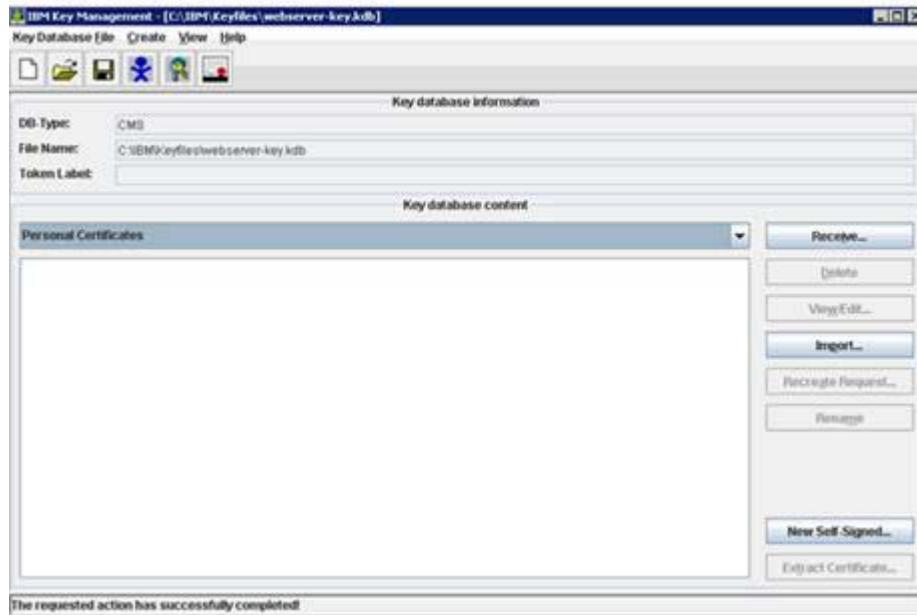 IBM Key Management - [C:\IBM\Keyfiles\webserver-key.kdb]
Key Database File Create View Help
Key database information
DB-Type: CMS
File Name: C:\IBM\Keyfiles\webserver-key.kdb
Token Label:
Key database content
Personal Certificates
Receive...
Delete
View/Edit...
Import...
Recreate Request...
Rename
New Self-Signed...
Extract Certificate...
The requested action has successfully completed!